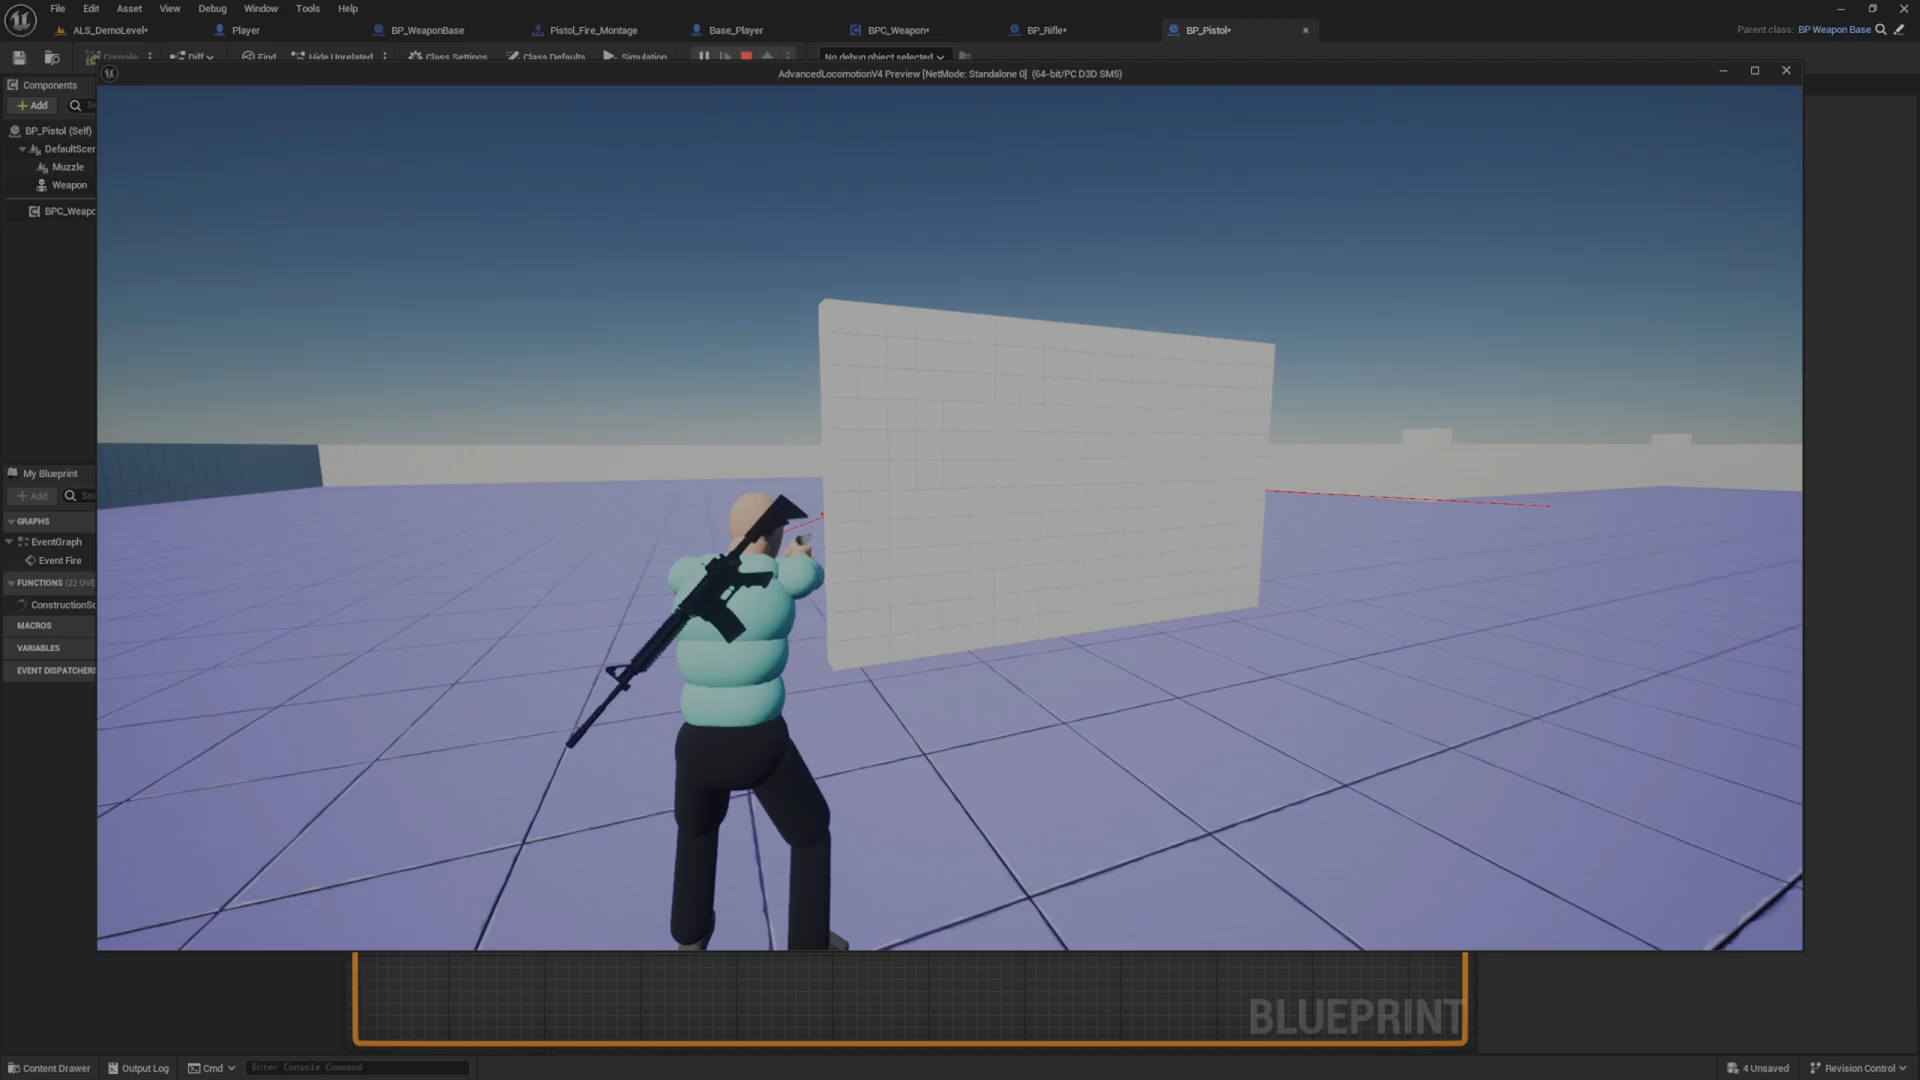 File Edit Asset View Debug Window Tools Help
ALS_DemoLevel•
Player
BP_WeaponBase
Pistol_Fire_Montage
Base_Player
BPC_Weapon•
BP_Rifle•
BP_Pistol•
Parent class: BP Weapon Base
Compile
Diff
Find
Hide Unrelated
Class Settings
Class Defaults
Simulation
No debug object selected
AdvancedLocomotionV4 Preview [NetMode: Standalone 0] (64-bit/PC D3D SM5)
Components
Add
BP_Pistol (Self)
DefaultScen
Muzzle
Weapon
BPC_Weapo
My Blueprint
Add
GRAPHS
EventGraph
Event Fire
FUNCTIONS (22 OVE
ConstructionSc
MACROS
VARIABLES
EVENT DISPATCHERS
BLUEPRINT
Content Drawer
Output Log
Cmd
Enter Console Command
4 Unsaved
Revision Control